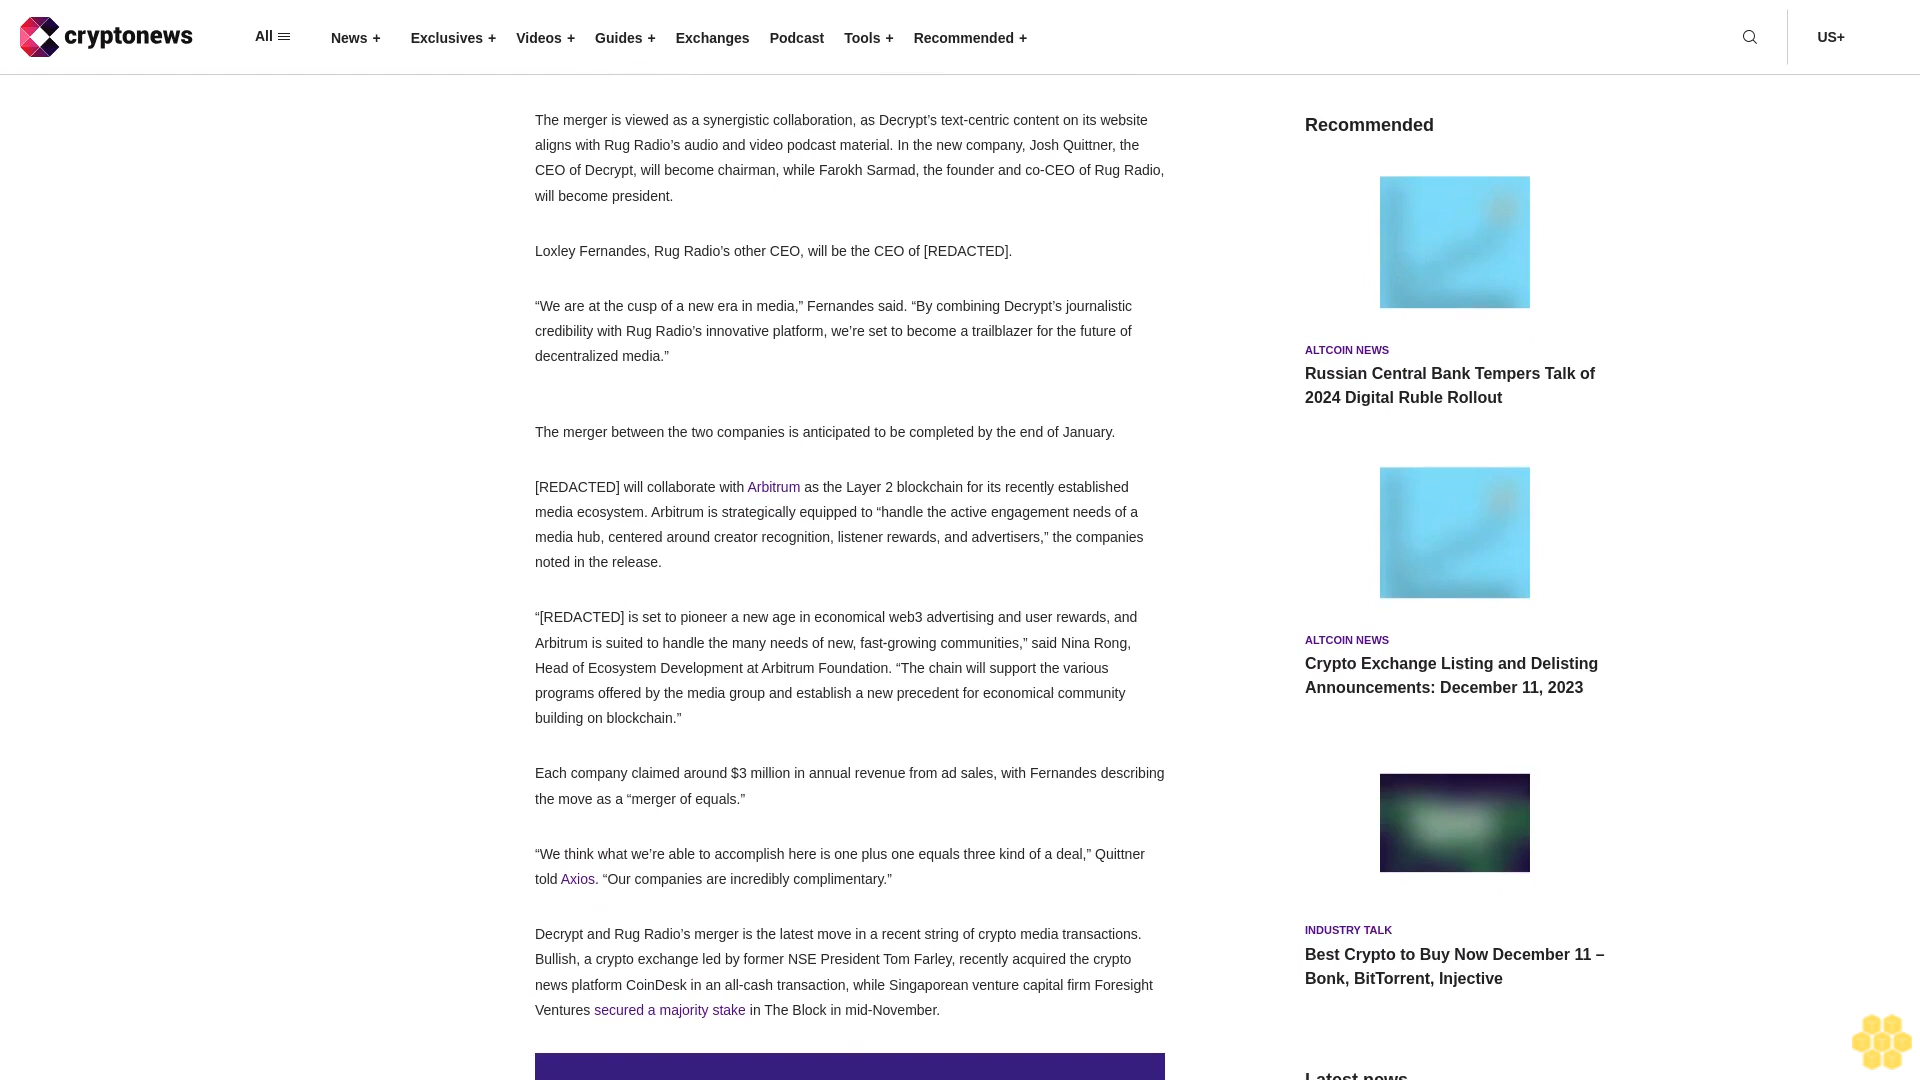 cryptonews
All
News +
Exclusives +
Videos +
Guides +
Exchanges
Podcast
Tools +
Recommended +
US+
The merger is viewed as a synergistic collaboration, as Decrypt’s text-centric content on its website
aligns with Rug Radio’s audio and video podcast material. In the new company, Josh Quittner, the
CEO of Decrypt, will become chairman, while Farokh Sarmad, the founder and co-CEO of Rug Radio,
will become president.
Loxley Fernandes, Rug Radio’s other CEO, will be the CEO of [REDACTED].
“We are at the cusp of a new era in media,” Fernandes said. “By combining Decrypt’s journalistic
credibility with Rug Radio’s innovative platform, we’re set to become a trailblazer for the future of
decentralized media.”
The merger between the two companies is anticipated to be completed by the end of January.
[REDACTED] will collaborate with Arbitrum as the Layer 2 blockchain for its recently established
media ecosystem. Arbitrum is strategically equipped to “handle the active engagement needs of a
media hub, centered around creator recognition, listener rewards, and advertisers,” the companies
noted in the release.
“[REDACTED] is set to pioneer a new age in economical web3 advertising and user rewards, and
Arbitrum is suited to handle the many needs of new, fast-growing communities,” said Nina Rong,
Head of Ecosystem Development at Arbitrum Foundation. “The chain will support the various
programs offered by the media group and establish a new precedent for economical community
building on blockchain.”
Each company claimed around $3 million in annual revenue from ad sales, with Fernandes describing
the move as a “merger of equals.”
“We think what we’re able to accomplish here is one plus one equals three kind of a deal,” Quittner
told Axios. “Our companies are incredibly complimentary.”
Decrypt and Rug Radio’s merger is the latest move in a recent string of crypto media transactions.
Bullish, a crypto exchange led by former NSE President Tom Farley, recently acquired the crypto
news platform CoinDesk in an all-cash transaction, while Singaporean venture capital firm Foresight
Ventures secured a majority stake in The Block in mid-November.
Recommended
ALTCOIN NEWS
Russian Central Bank Tempers Talk of
2024 Digital Ruble Rollout
ALTCOIN NEWS
Crypto Exchange Listing and Delisting
Announcements: December 11, 2023
INDUSTRY TALK
Best Crypto to Buy Now December 11 –
Bonk, BitTorrent, Injective
Latest news